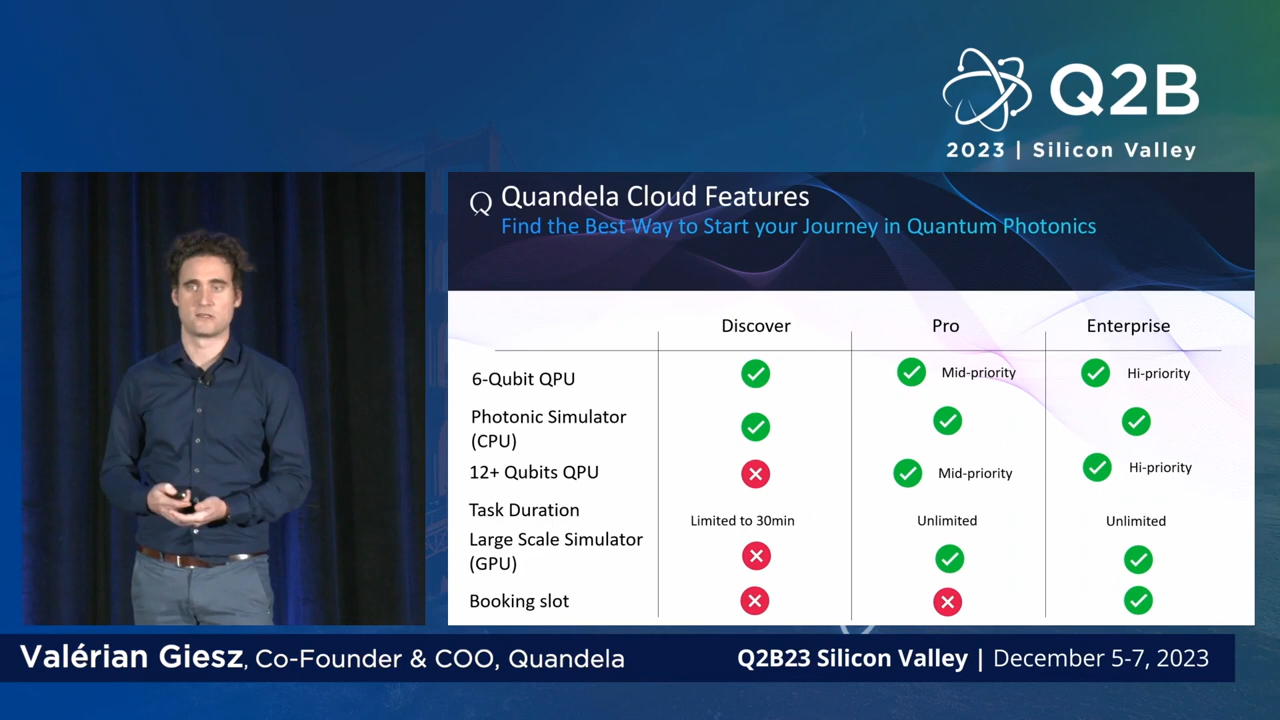 Q2B
2023 | Silicon Valley
Quandela Cloud Features
Find the Best Way to Start your Journey in Quantum Photonics
Discover Pro Enterprise
6-Qubit QPU Mid-priority Hi-priority
Photonic Simulator
(CPU)
12+ Qubits QPU Mid-priority Hi-priority
Task Duration
Limited to 30min Unlimited Unlimited
Large Scale Simulator
(GPU)
Booking slot
Valérian Giesz, Co-Founder & COO, Quandela
Q2B23 Silicon Valley | December 5-7, 2023